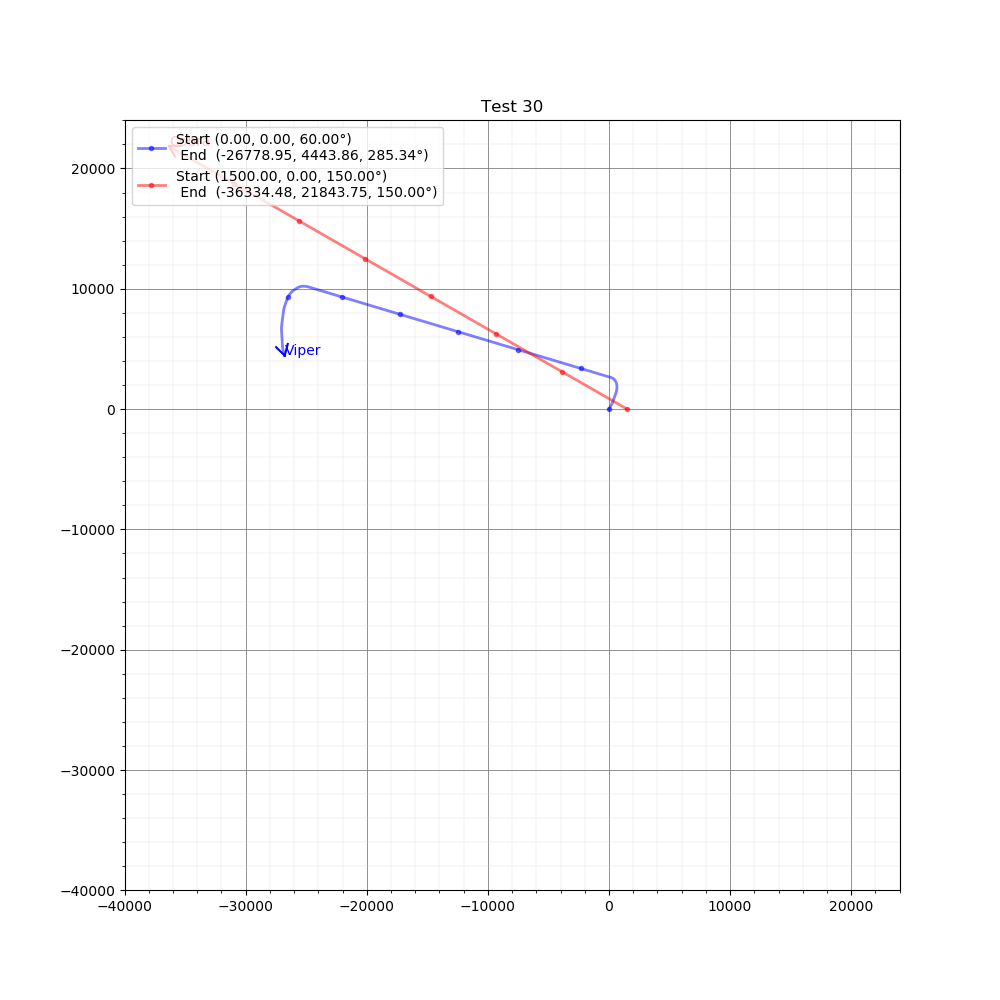 Test 30
Start (0.00, 0.00, 60.00°)
End (-26778.95, 4443.86, 285.34°)
Start (1500.00, 0.00, 150.00°)
End (-36334.48, 21843.75, 150.00°)
20000
10000
Viper
0
−10000
−20000
−30000
−40000
−40000 −30000 −20000 −10000 0 10000 20000